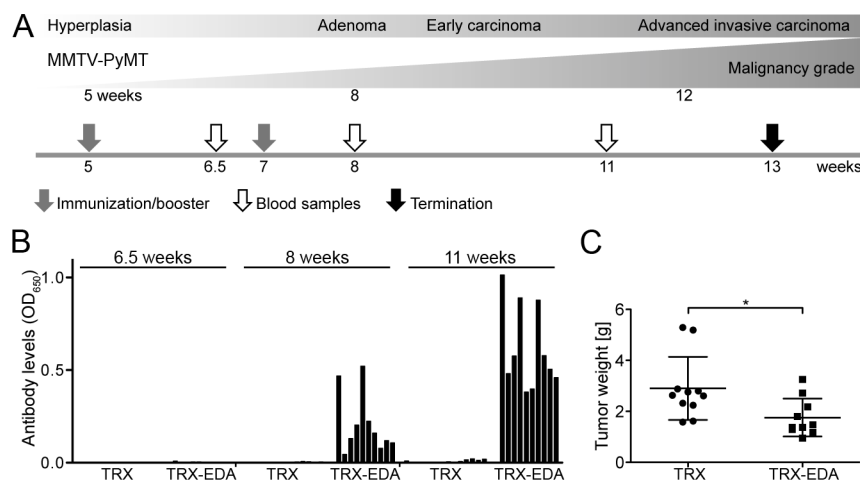 A
Hyperplasia Adenoma Early carcinoma Advanced invasive carcinoma
MMTV-PyMT
Malignancy grade
5 weeks 8 12
5 6.5 7 8 11 13 weeks
Immunization/booster Blood samples Termination
B
6.5 weeks 8 weeks 11 weeks
Antibody levels (OD650)
1.0
0.5
0.0
TRX TRX-EDA TRX TRX-EDA TRX TRX-EDA
C
*
Tumor weight [g]
6
4
2
0
TRX TRX-EDA